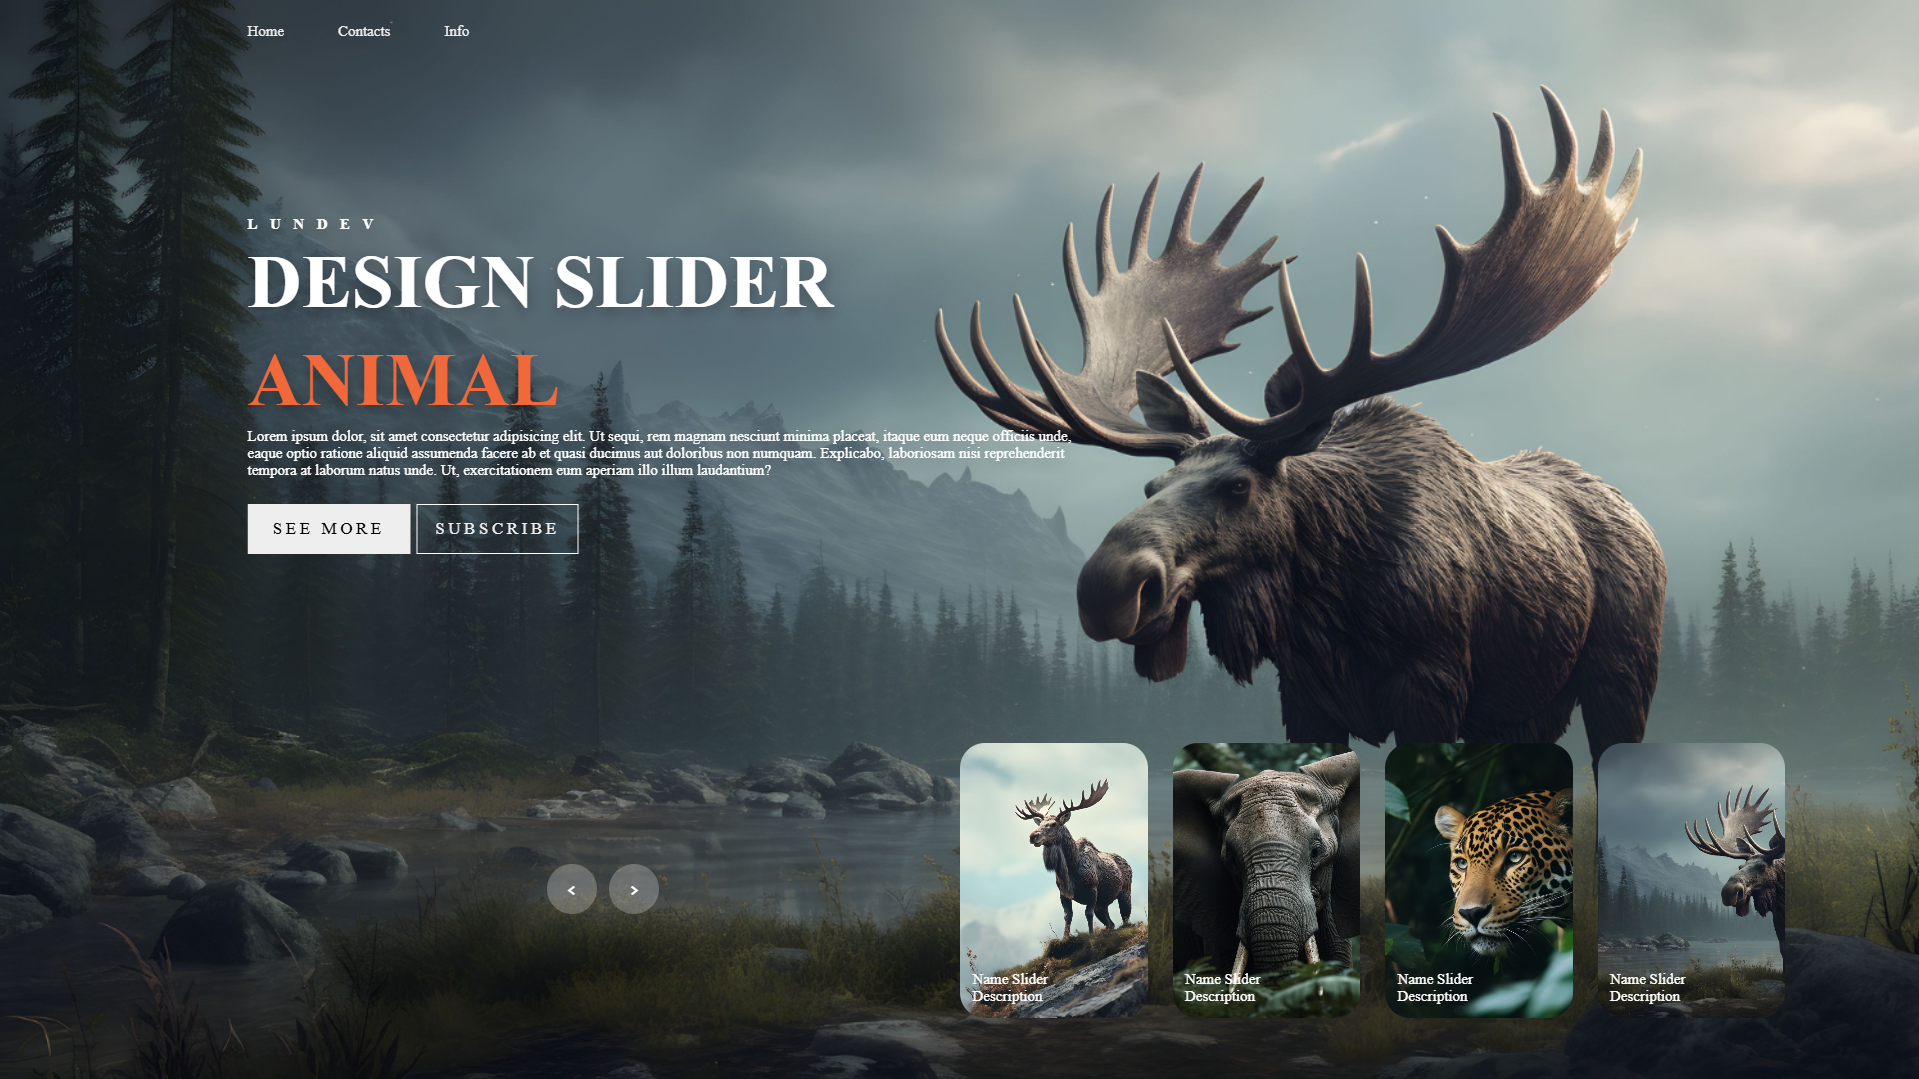 Home Contacts Info
LUNDEV
DESIGN SLIDER
ANIMAL
Lorem ipsum dolor, sit amet consectetur adipisicing elit. Ut sequi, rem magnam nesciunt minima placeat, itaque eum neque officiis unde,
eaque optio ratione aliquid assumenda facere ab et quasi ducimus aut doloribus non numquam. Explicabo, laboriosam nisi reprehenderit
tempora at laborum natus unde. Ut, exercitationem eum aperiam illo illum laudantium?
SEE MORE SUBSCRIBE
< >
Name Slider
Description
Name Slider
Description
Name Slider
Description
Name Slider
Description